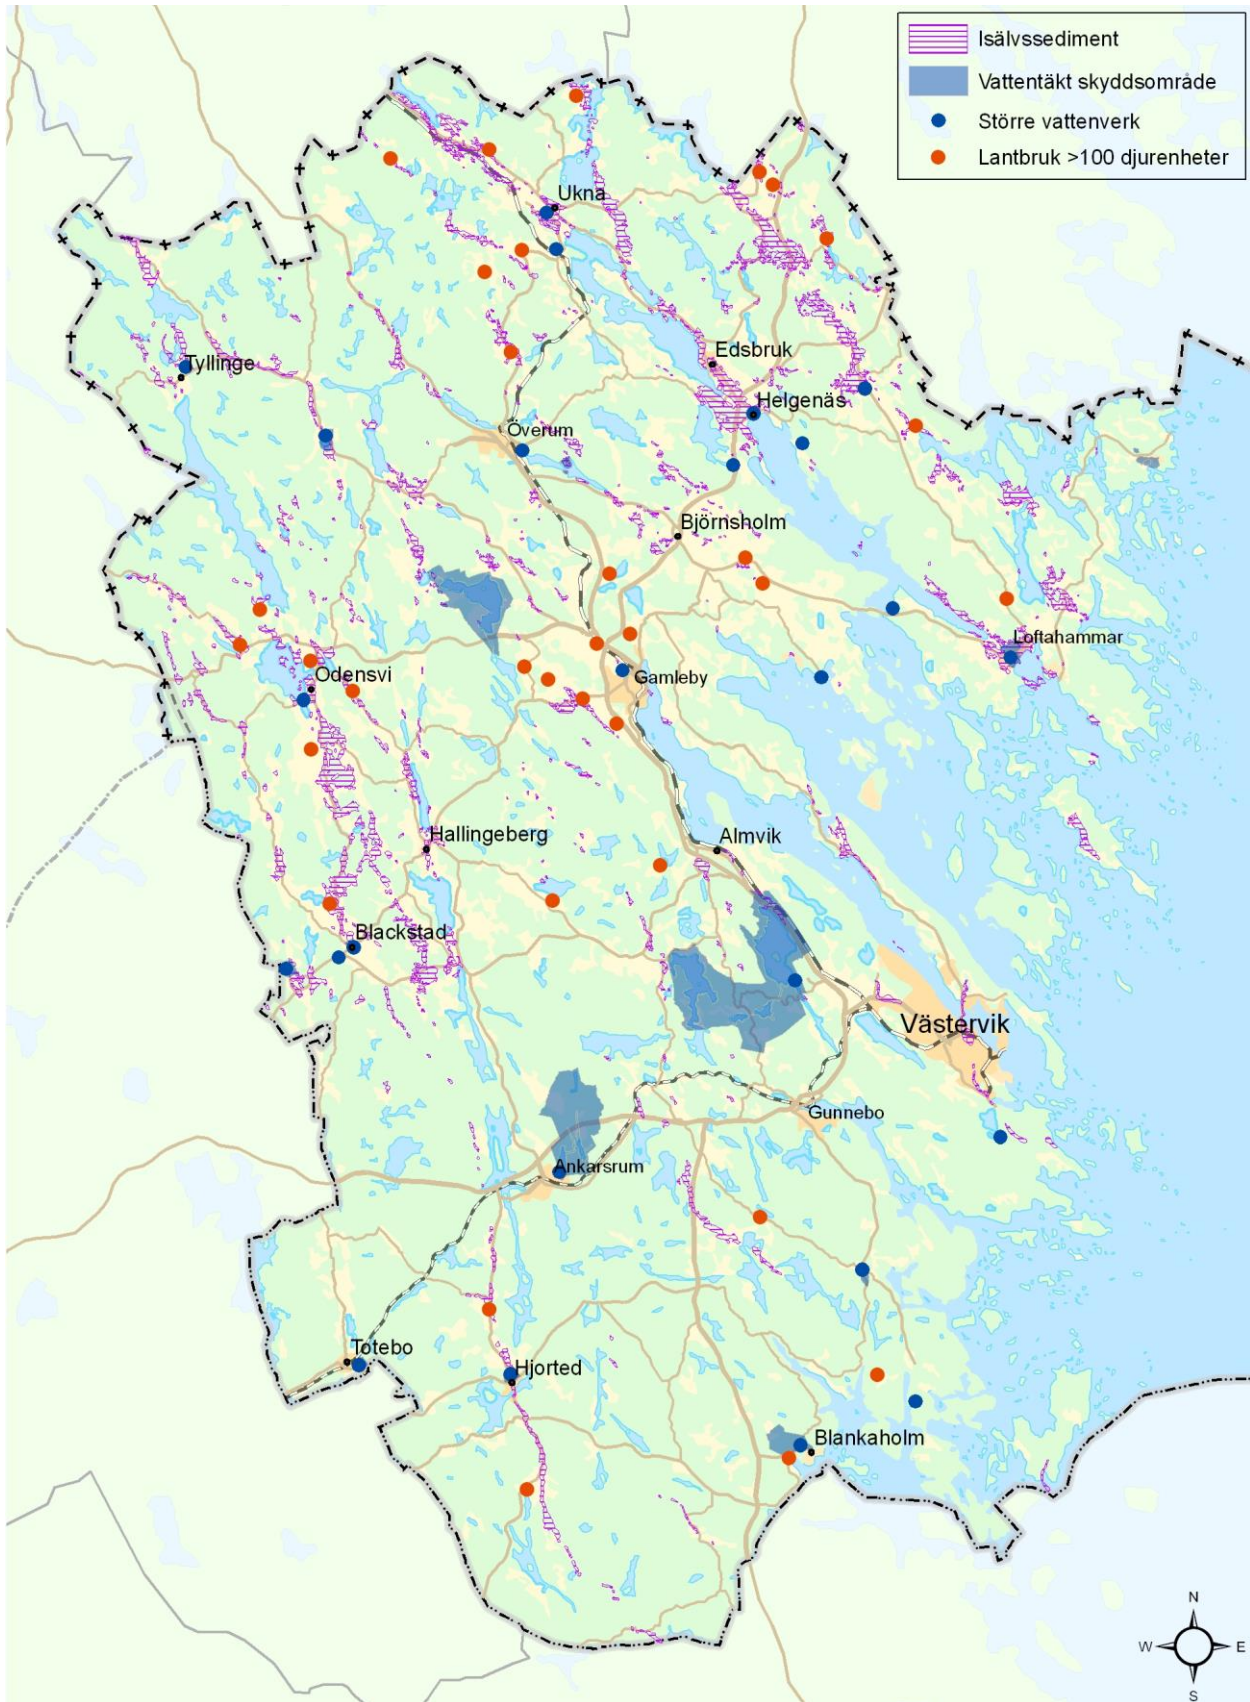 Isälvssediment
Vattentäkt skyddsområde
Större vattenverk
Lantbruk >100 djurenheter
Ukna
Edsbruk
Tyllinge
Helgenäs
Överum
Björnsholm
Loftahammar
Odensvi
Gamleby
Hallingeberg
Almvik
Blackstad
Västervik
Gunnebo
Ankarsrum
Totebo
Hjorted
Blankaholm
N
W E
S